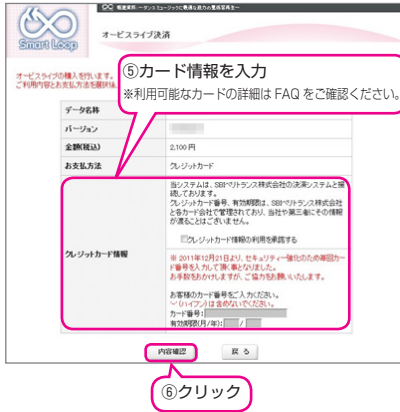 Smart Loop
オービスライブ決済
オービスライブの購入を行います。
⑤カード情報を入力
※利用可能なカードの詳細は FAQ をご確認ください。
データ名称
バージョン
金額(税込)
2,100 円
お支払方法
クレジットカード
クレジットカード情報
当システムは、SBIベリトランス株式会社の決済システムと接
続しております。
クレジットカード番号、有効期限は、SBIベリトランス株式会社
と各カード会社で管理されており、当社や第三者にその情報
が渡ることはございません。
クレジットカード情報の利用を承諾する
※ 2011年12月21日より、セキュリティー強化のため毎回カー
ド番号を入力して頂く事となりました。
お手数をおかけしますが、ご協力をお願いいたします。
お客様のカード番号をご入力ください。
'-'(ハイフン)は含めないでください。
カード番号:
有効期限(月/年): /
内容確認
戻 る
⑥クリック